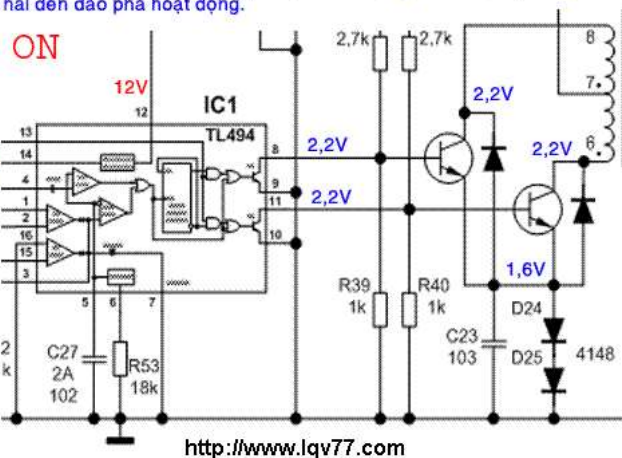 hai đèn đảo pha hoạt động.
ON
2,7k
2,7k
8
12V
7
12
IC1
2,2V
13
TL494
14
8
2,2V
2,2V
6
4
9
1
11
2,2V
2
16
10
15
1,6V
3
R39
1k
R40
1k
D24
5
6
7
C23
103
D25
4148
2
k
C27
2A
102
R53
18k
http://www.lqv77.com